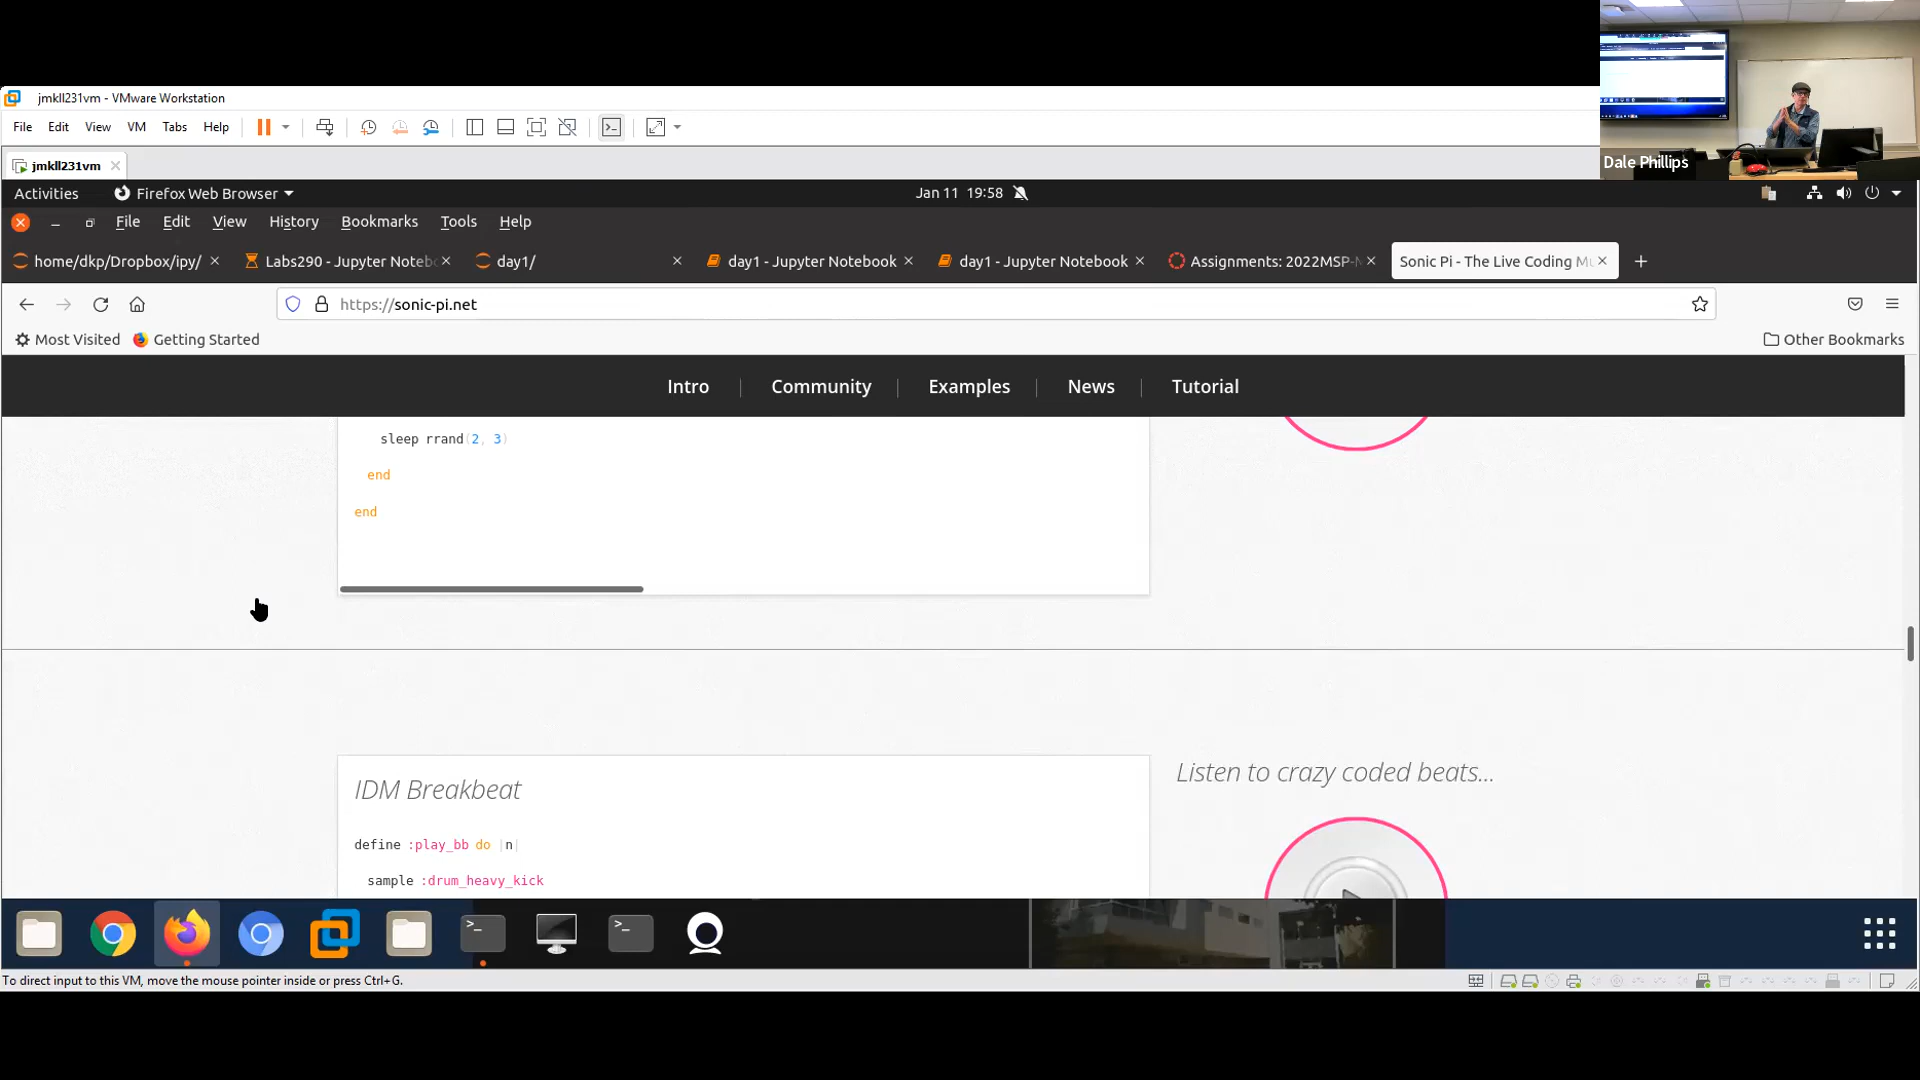 jmkll231vm - VMware Workstation
File Edit View VM Tabs Help
jmkll231vm
Dale Phillips
Activities Firefox Web Browser Jan 11 19:58
File Edit View History Bookmarks Tools Help
home/dkp/Dropbox/ipy/ Labs290 - Jupyter Noteb day1/ day1 - Jupyter Notebook day1 - Jupyter Notebook Assignments: 2022MSP-M Sonic Pi - The Live Coding Mu
https://sonic-pi.net
Most Visited Getting Started Other Bookmarks
Intro | Community | Examples | News | Tutorial
sleep rrand(2, 3)
end
end
IDM Breakbeat
Listen to crazy coded beats...
define :play_bb do |n|
sample :drum_heavy_kick
To direct input to this VM, move the mouse pointer inside or press Ctrl+G.